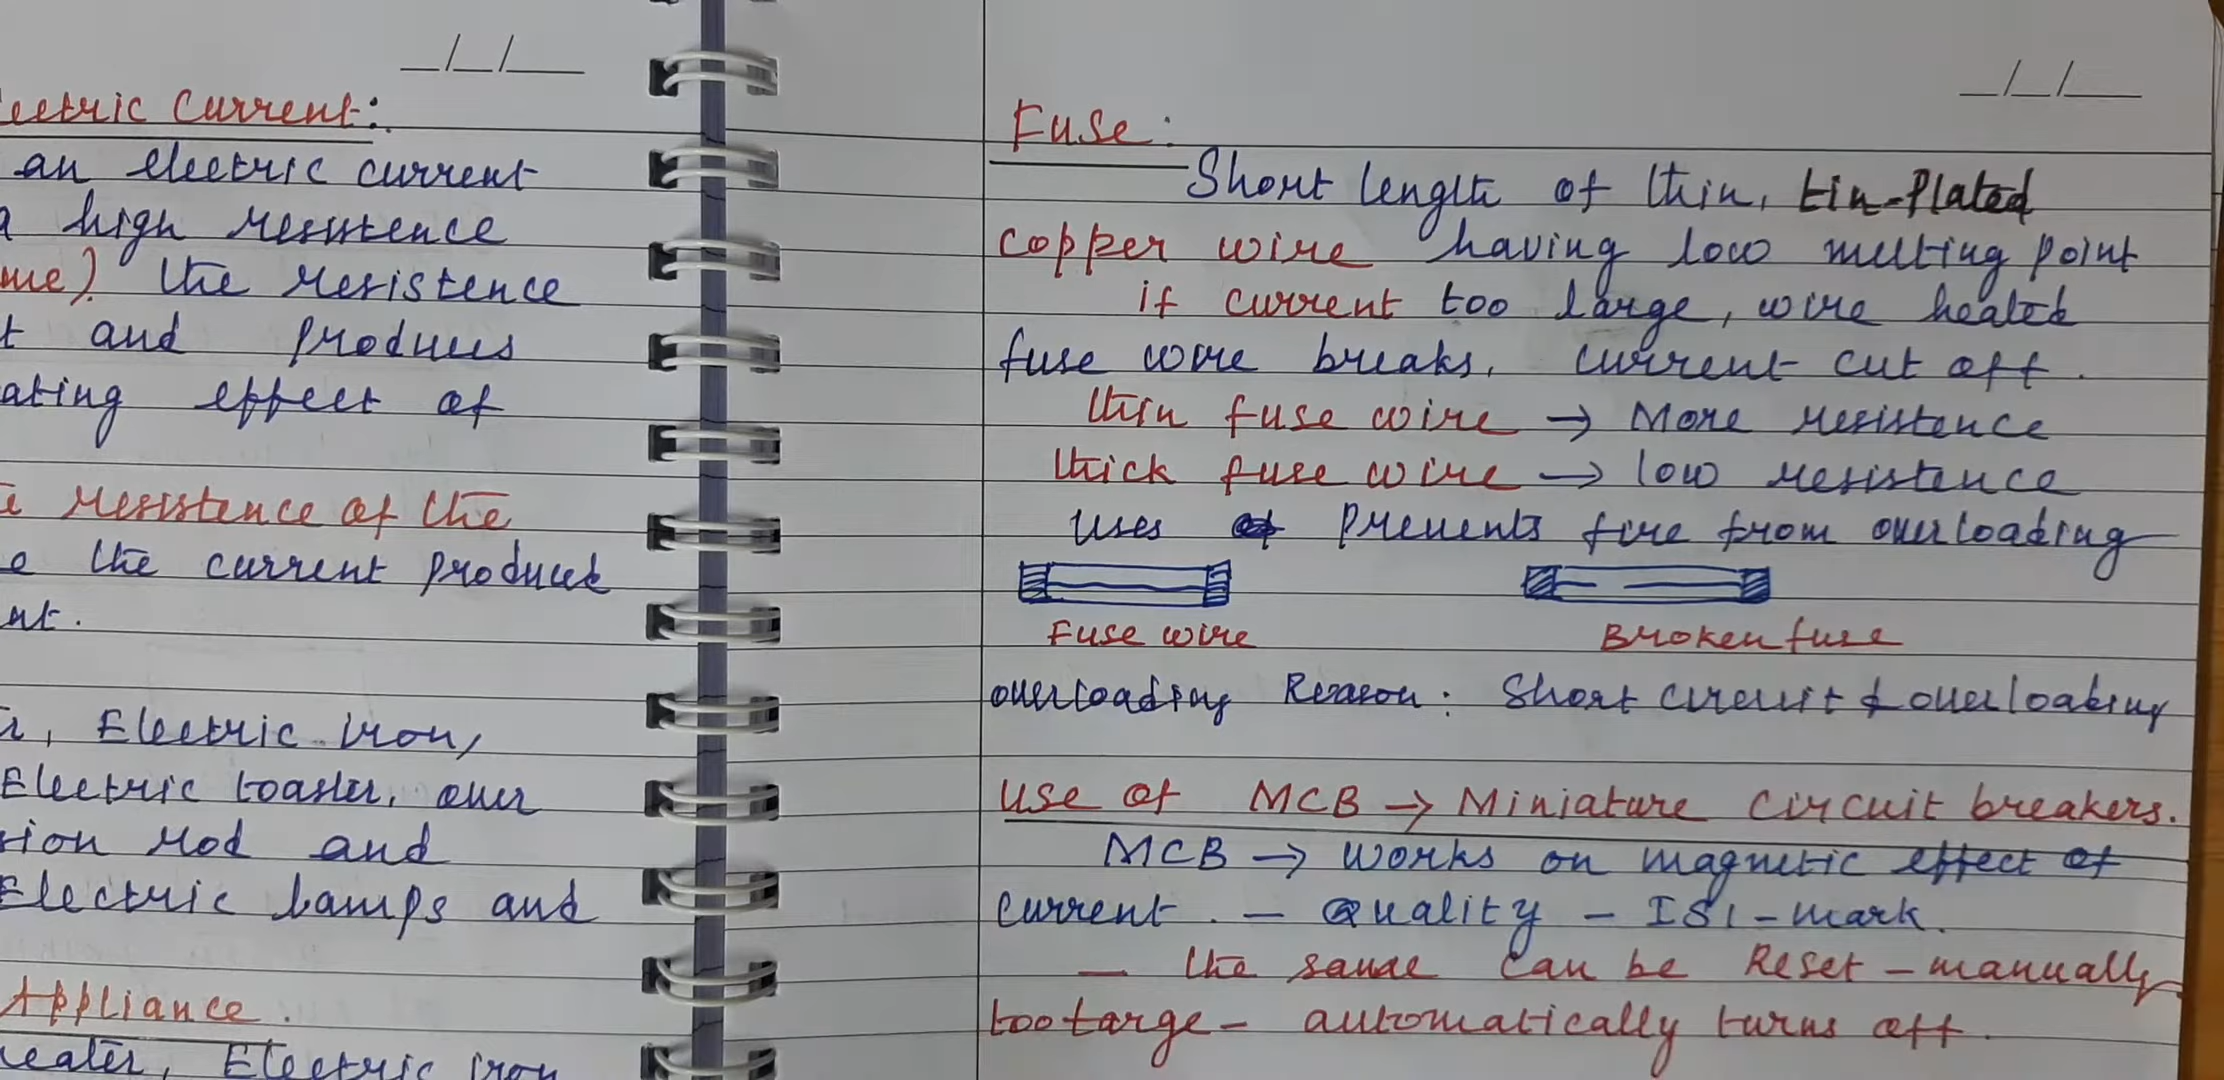 _/_/__
ectric Current:
an electric current
a high resistence
me). the resistence
t and produces
ating effect of
resistence of the
e the current produced
nt.
r, Electric iron,
Electric toaster, over
sion rod and
Electric lamps and
Appliance.
eater, Electric iron
_/_/__
Fuse:
Short length of thin, tin-Plated
copper wire having low melting point
if current too large, wire heated
fuse wire breaks. current cut off.
thin fuse wire → More resistence
thick fuse wire → low resistence
uses prevents fire from overloading
Fuse wire Broken fuse
overloading Reason: Short circuit & overloading
use of MCB → Miniature circuit breakers.
MCB → works on magnetic effect of
current. - Quality - ISI-mark.
- the same can be Reset - manually
too large - automatically turns off.